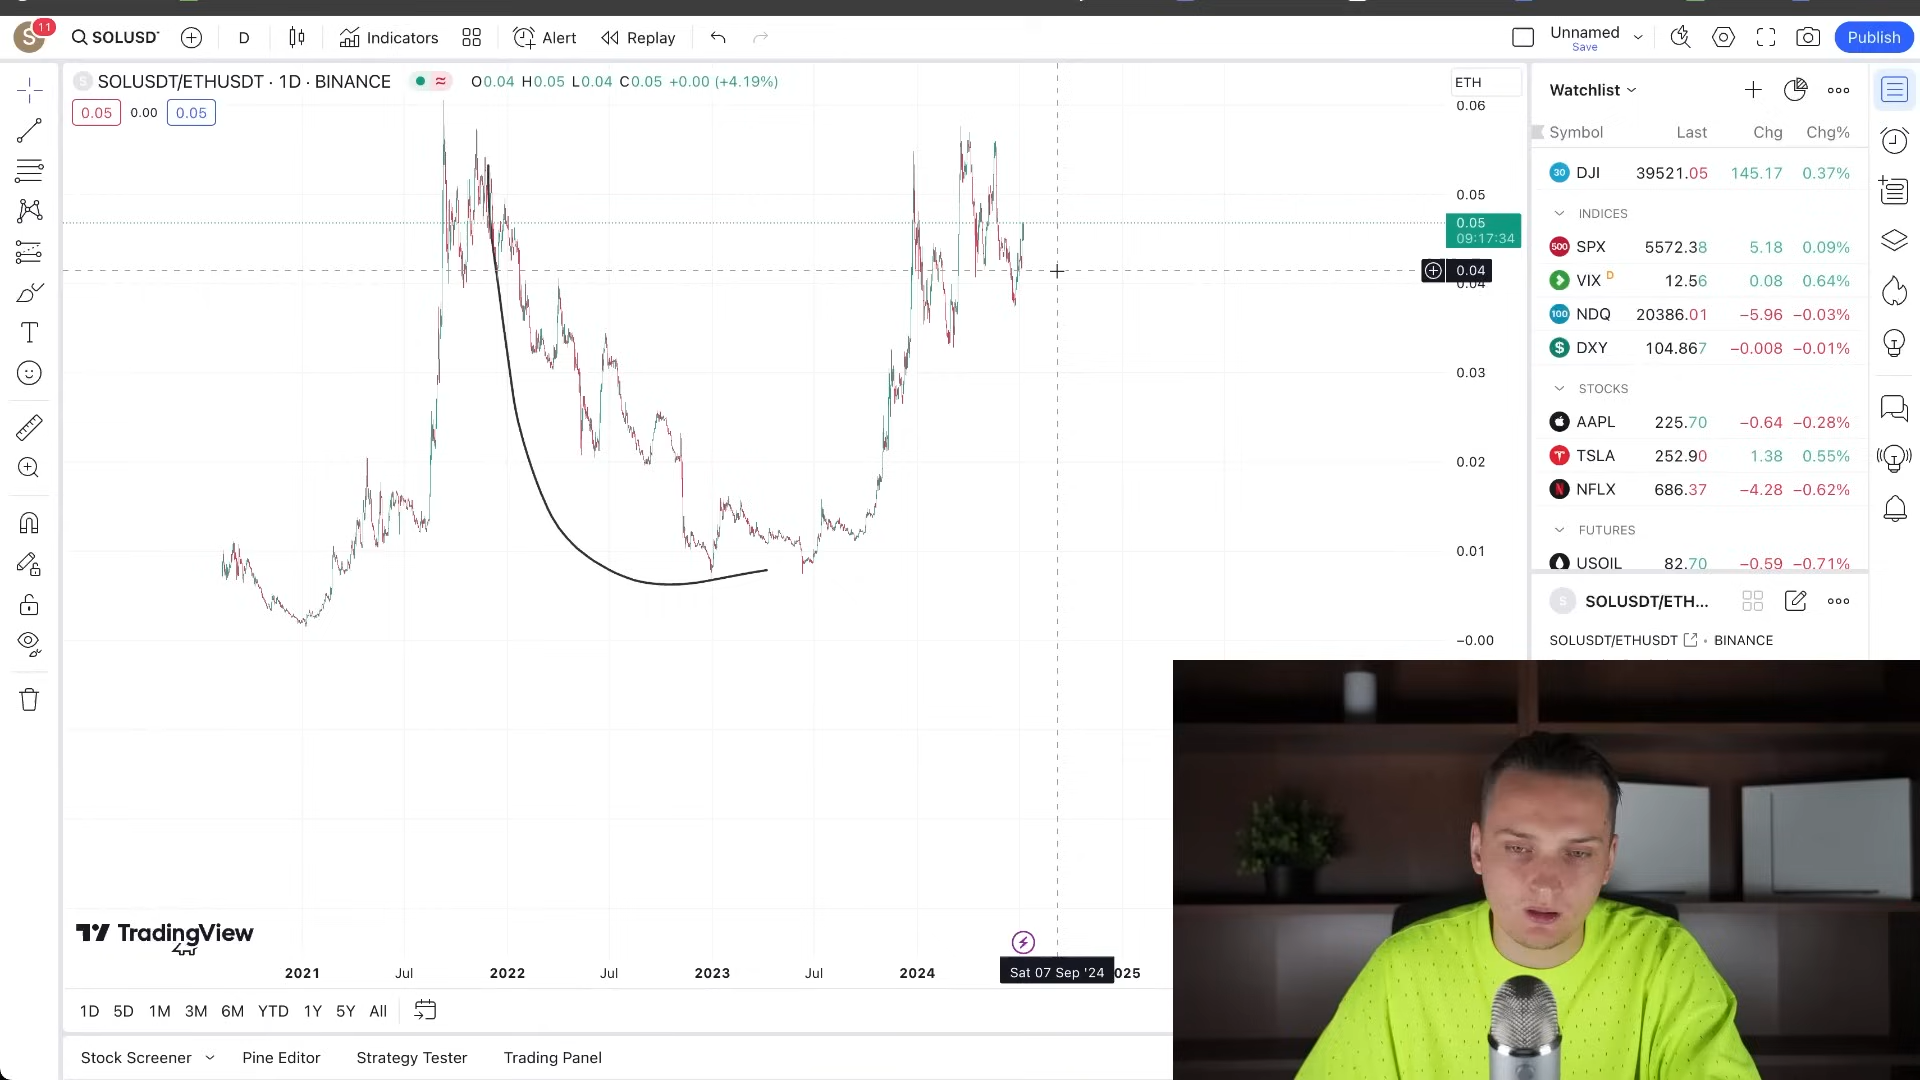 S 11 SOLUSDT D Indicators Alert Replay Unnamed Save Publish
SOLUSDT/ETHUSDT · 1D · BINANCE O0.04 H0.05 L0.04 C0.05 +0.00 (+4.19%)
0.05 0.00 0.05
ETH
0.06
0.05
0.05
09:17:34
0.04
0.04
0.03
0.02
0.01
−0.00
TradingView
2021 Jul 2022 Jul 2023 Jul 2024 Sat 07 Sep '24 025
1D 5D 1M 3M 6M YTD 1Y 5Y All
Stock Screener Pine Editor Strategy Tester Trading Panel
Watchlist
Symbol Last Chg Chg%
30 DJI 39521.05 145.17 0.37%
INDICES
500 SPX 5572.38 5.18 0.09%
VIX D 12.56 0.08 0.64%
100 NDQ 20386.01 −5.96 −0.03%
$ DXY 104.867 −0.008 −0.01%
STOCKS
AAPL 225.70 −0.64 −0.28%
TSLA 252.90 1.38 0.55%
NFLX 686.37 −4.28 −0.62%
FUTURES
USOIL 82.70 −0.59 −0.71%
S SOLUSDT/ETH...
SOLUSDT/ETHUSDT · BINANCE